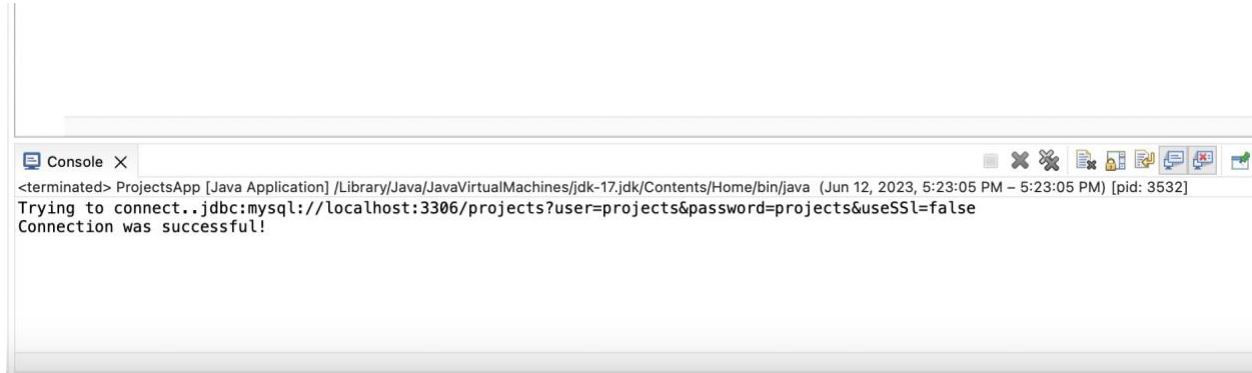 Console
<terminated> ProjectsApp [Java Application] /Library/Java/JavaVirtualMachines/jdk-17.jdk/Contents/Home/bin/java (Jun 12, 2023, 5:23:05 PM – 5:23:05 PM) [pid: 3532]
Trying to connect..jdbc:mysql://localhost:3306/projects?user=projects&password=projects&useSSl=false
Connection was successful!